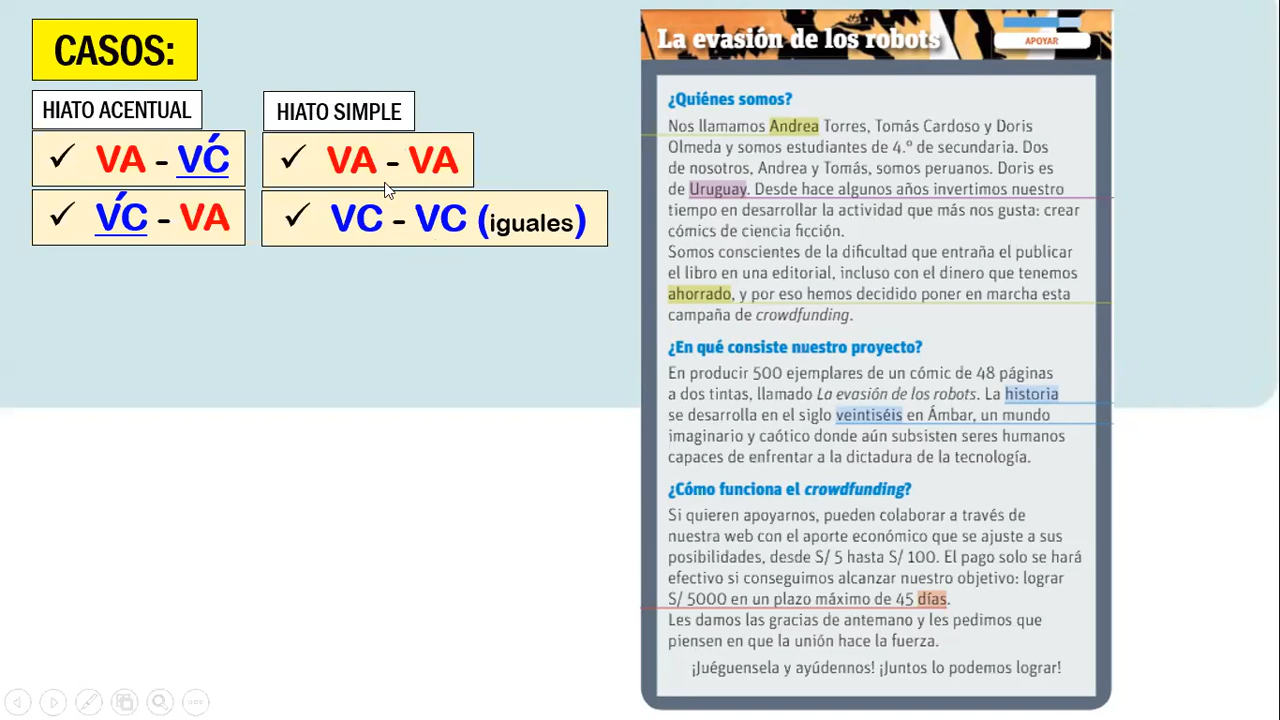 CASOS:
HIATO ACENTUAL
✓ VA - VĆ
✓ VĆ - VA
HIATO SIMPLE
✓ VA - VA
✓ VC - VC (iguales)
La evasión de los robots
APOYAR
¿Quiénes somos?
Nos llamamos Andrea Torres, Tomás Cardoso y Doris
Olmeda y somos estudiantes de 4.º de secundaria. Dos
de nosotros, Andrea y Tomás, somos peruanos. Doris es
de Uruguay. Desde hace algunos años invertimos nuestro
tiempo en desarrollar la actividad que más nos gusta: crear
cómics de ciencia ficción.
Somos conscientes de la dificultad que entraña el publicar
el libro en una editorial, incluso con el dinero que tenemos
ahorrado, y por eso hemos decidido poner en marcha esta
campaña de crowdfunding.
¿En qué consiste nuestro proyecto?
En producir 500 ejemplares de un cómic de 48 páginas
a dos tintas, llamado La evasión de los robots. La historia
se desarrolla en el siglo veintiséis en Ámbar, un mundo
imaginario y caótico donde aún subsisten seres humanos
capaces de enfrentar a la dictadura de la tecnología.
¿Cómo funciona el crowdfunding?
Si quieren apoyarnos, pueden colaborar a través de
nuestra web con el aporte económico que se ajuste a sus
posibilidades, desde S/ 5 hasta S/ 100. El pago solo se hará
efectivo si conseguimos alcanzar nuestro objetivo: lograr
S/ 5000 en un plazo máximo de 45 días.
Les damos las gracias de antemano y les pedimos que
piensen en que la unión hace la fuerza.
¡Juéguensela y ayúdennos! ¡Juntos lo podemos lograr!